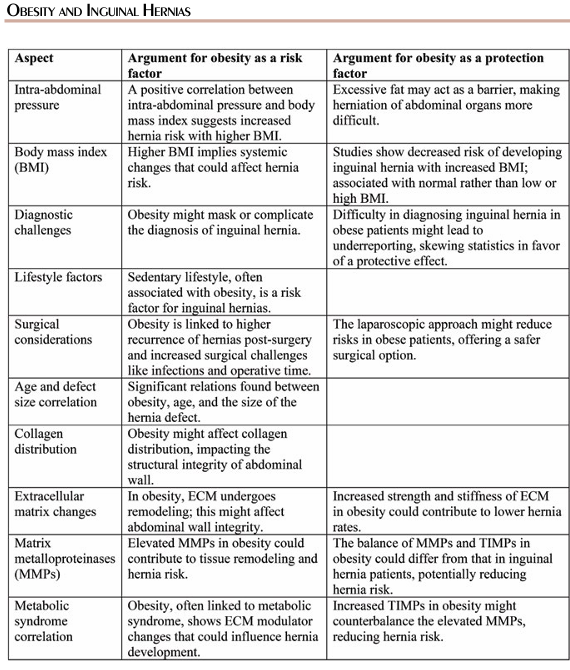 OBESITY AND INGUINAL HERNIAS
Aspect
Argument for obesity as a risk
factor
Argument for obesity as a protection
factor
Intra-abdominal
pressure
A positive correlation between
intra-abdominal pressure and body
mass index suggests increased
hernia risk with higher BMI.
Excessive fat may act as a barrier, making
herniation of abdominal organs more
difficult.
Body mass index
(BMI)
Higher BMI implies systemic
changes that could affect hernia
risk.
Studies show decreased risk of developing
inguinal hernia with increased BMI;
associated with normal rather than low or
high BMI.
Diagnostic
challenges
Obesity might mask or complicate
the diagnosis of inguinal hernia.
Difficulty in diagnosing inguinal hernia in
obese patients might lead to
underreporting, skewing statistics in favor
of a protective effect.
Lifestyle factors
Sedentary lifestyle, often
associated with obesity, is a risk
factor for inguinal hernias.
Surgical
considerations
Obesity is linked to higher
recurrence of hernias post-surgery
and increased surgical challenges
like infections and operative time.
The laparoscopic approach might reduce
risks in obese patients, offering a safer
surgical option.
Age and defect
size correlation
Significant relations found between
obesity, age, and the size of the
hernia defect.
Collagen
distribution
Obesity might affect collagen
distribution, impacting the
structural integrity of abdominal
wall.
Extracellular
matrix changes
In obesity, ECM undergoes
remodeling; this might affect
abdominal wall integrity.
Increased strength and stiffness of ECM
in obesity could contribute to lower hernia
rates.
Matrix
metalloproteinases
(MMPs)
Elevated MMPs in obesity could
contribute to tissue remodeling and
hernia risk.
The balance of MMPs and TIMPs in
obesity could differ from that in inguinal
hernia patients, potentially reducing
hernia risk.
Metabolic
syndrome
correlation
Obesity, often linked to metabolic
syndrome, shows ECM modulator
changes that could influence hernia
development.
Increased TIMPs in obesity might
counterbalance the elevated MMPs,
reducing hernia risk.